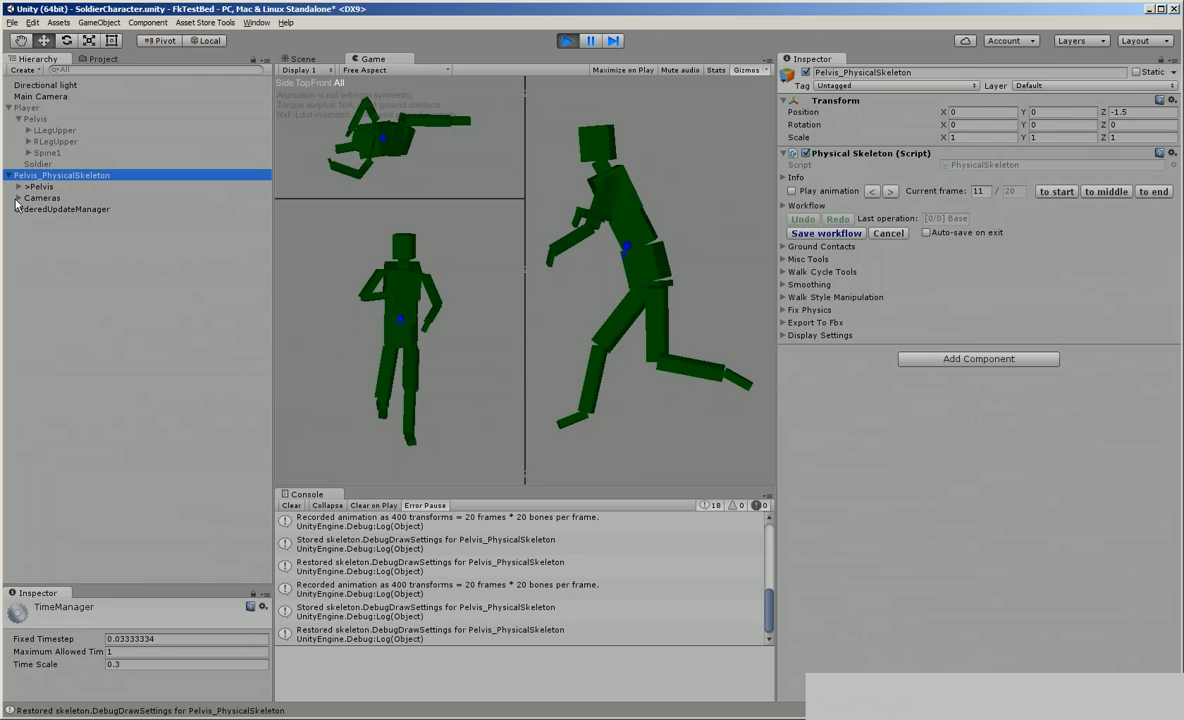 Unity (64bit) - SoldierCharacter.unity - FkTestBed - PC, Mac & Linux Standalone* <DX9>
File Edit Assets GameObject Component Asset Store Tools Window Help
Pivot Local Account Layers Layout
Hierarchy Project
Create All
Directional light
Main Camera
Player
Pelvis
LLegUpper
RLegUpper
Spine1
Soldier
Pelvis_PhysicalSkeleton
>Pelvis
Cameras
deredUpdateManager
Inspector
TimeManager
Fixed Timestep 0.03333334
Maximum Allowed Tim 1
Time Scale 0.3
Scene Game
Display 1 Free Aspect Maximize on Play Mute audio Stats Gizmos
Side Top Front All
Animation is not left-right symmetric
Console
Clear Collapse Clear on Play Error Pause 18 0 0
Recorded animation as 400 transforms = 20 frames * 20 bones per frame.
UnityEngine.Debug:Log(Object)
Stored skeleton.DebugDrawSettings for Pelvis_PhysicalSkeleton
UnityEngine.Debug:Log(Object)
Restored skeleton.DebugDrawSettings for Pelvis_PhysicalSkeleton
UnityEngine.Debug:Log(Object)
Recorded animation as 400 transforms = 20 frames * 20 bones per frame.
UnityEngine.Debug:Log(Object)
Stored skeleton.DebugDrawSettings for Pelvis_PhysicalSkeleton
UnityEngine.Debug:Log(Object)
Restored skeleton.DebugDrawSettings for Pelvis_PhysicalSkeleton
UnityEngine.Debug:Log(Object)
Inspector
Pelvis_PhysicalSkeleton Static
Tag Untagged Layer Default
Transform
Position X 0 Y 0 Z -1.5
Rotation X 0 Y 0 Z 0
Scale X 1 Y 1 Z 1
Physical Skeleton (Script)
Script PhysicalSkeleton
Info
Play animation < > Current frame: 11 / 20 to start to middle to end
Workflow
Undo Redo Last operation: [0/0] Base
Save workflow Cancel Auto-save on exit
Ground Contacts
Misc Tools
Walk Cycle Tools
Smoothing
Walk Style Manipulation
Fix Physics
Export To Fbx
Display Settings
Add Component
Restored skeleton.DebugDrawSettings for Pelvis_PhysicalSkeleton